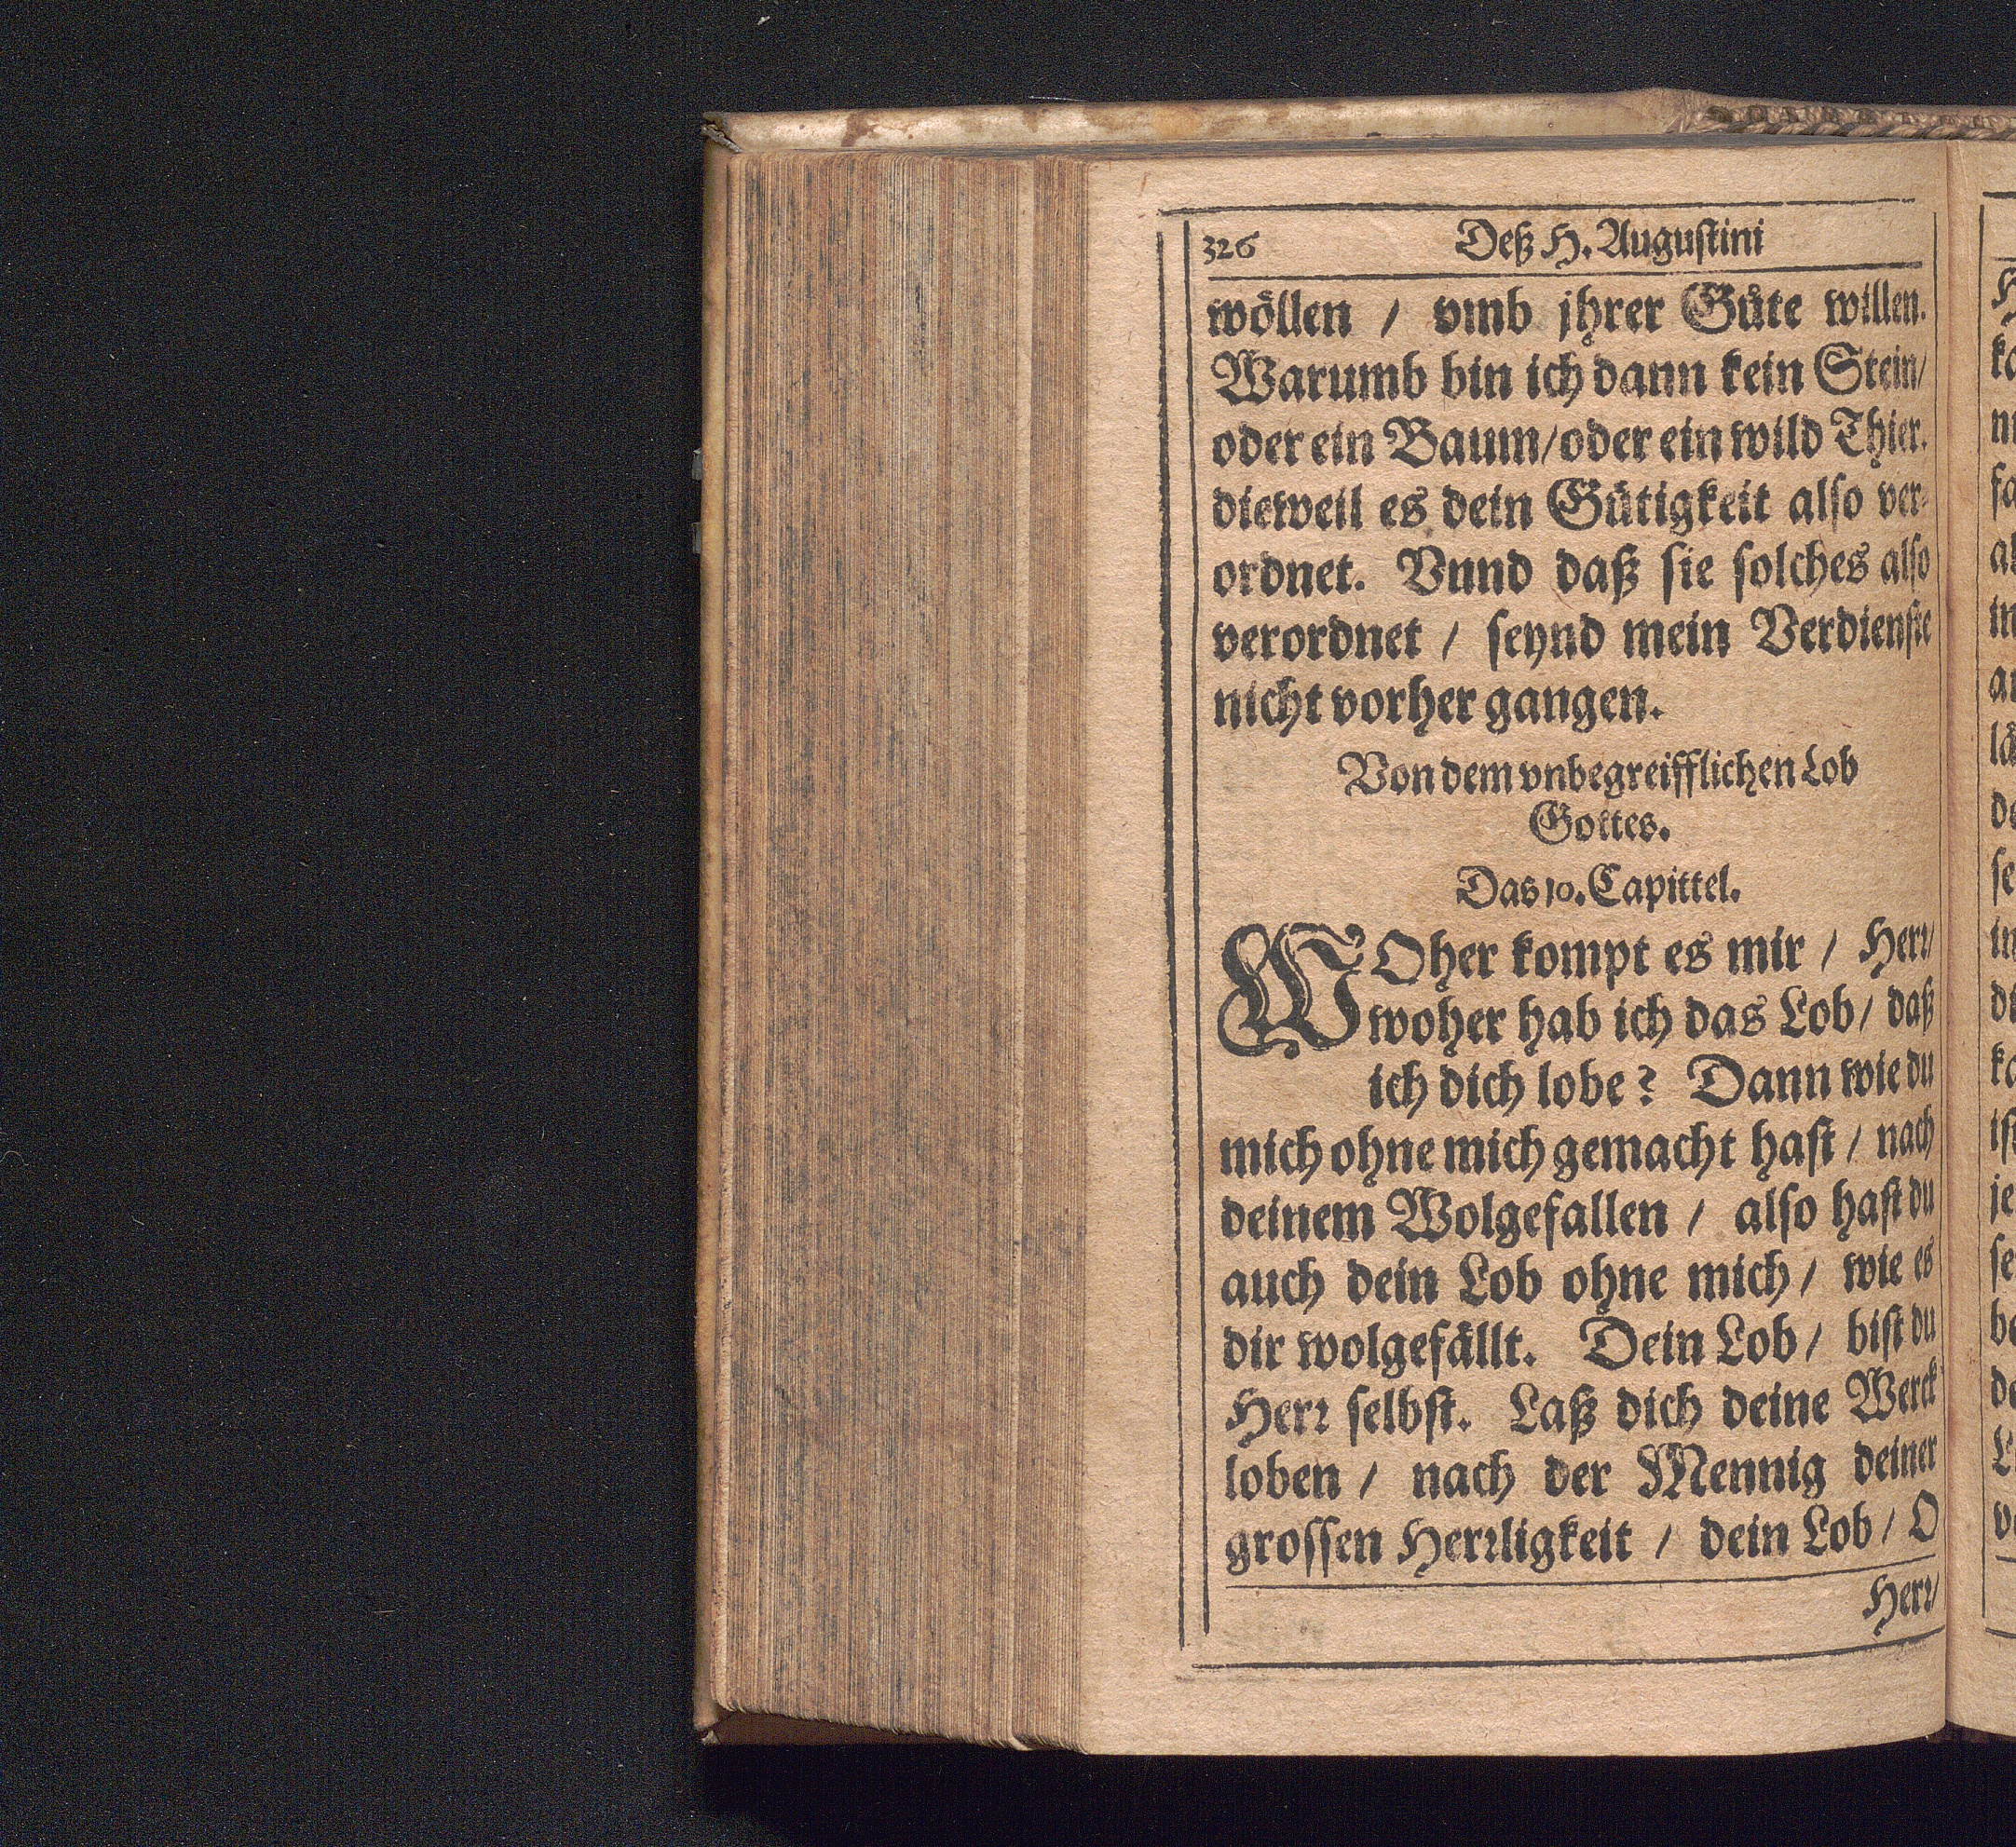 326 Deß H. Augustini
wöllen / vmb jhrer Güte willen.
Warumb bin ich dann kein Stein/
oder ein Baum/oder ein wild Thier.
dieweil es dein Gütigkeit also ver-
ordnet. Vnnd daß sie solches also
verordnet / seynd mein Verdienste
nicht vorher gangen.
Von dem vnbegreifflichen Lob
Gottes.
Das 10. Capittel.
WOher kompt es mir / Herr/
woher hab ich das Lob/ daß
ich dich lobe? Dann wie du
mich ohne mich gemacht hast / nach
deinem Wolgefallen / also hast du
auch dein Lob ohne mich / wie es
dir wolgefällt. Dein Lob / bist du
Herr selbst. Laß dich deine Werck
loben / nach der Mennig deiner
grossen Herrligkeit / dein Lob / O
Herr/